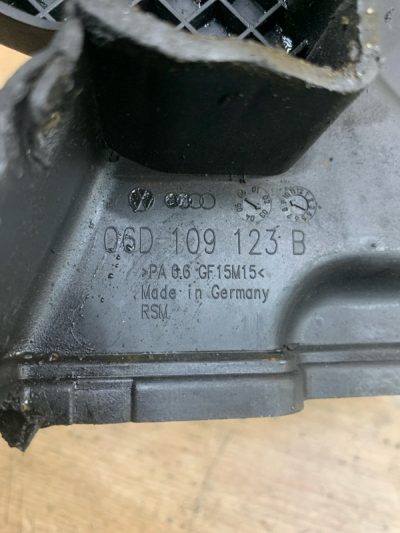 06D 109 123 B
>PA 6.6 GF15M15<
Made in Germany
RSM